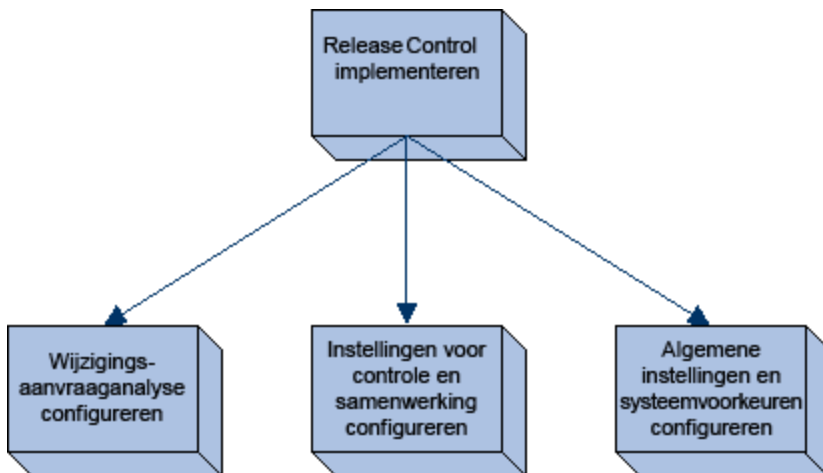 Release Control
implementeren
Wijzigings-
aanvraaganalyse
configureren
Instellingen voor
controle en
samenwerking
configureren
Algemene
instellingen en
systeemvoorkeuren
configureren